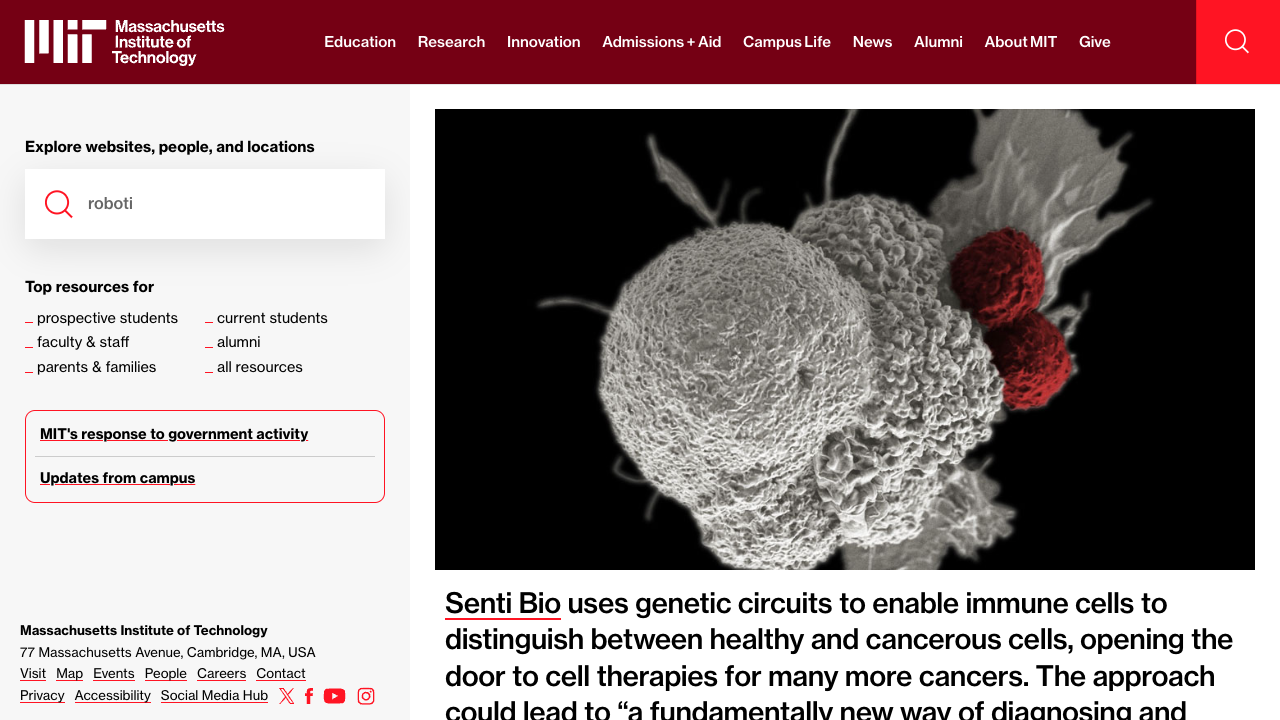 Massachusetts
Institute of
Technology
Education Research Innovation Admissions + Aid Campus Life News Alumni About MIT Give
Explore websites, people, and locations
roboti
Top resources for
_ prospective students
_ current students
_ faculty & staff
_ alumni
_ parents & families
_ all resources
MIT's response to government activity
Updates from campus
Massachusetts Institute of Technology
77 Massachusetts Avenue, Cambridge, MA, USA
Visit Map Events People Careers Contact
Privacy Accessibility Social Media Hub
Senti Bio uses genetic circuits to enable immune cells to
distinguish between healthy and cancerous cells, opening the
door to cell therapies for many more cancers. The approach
could lead to “a fundamentally new way of diagnosing and